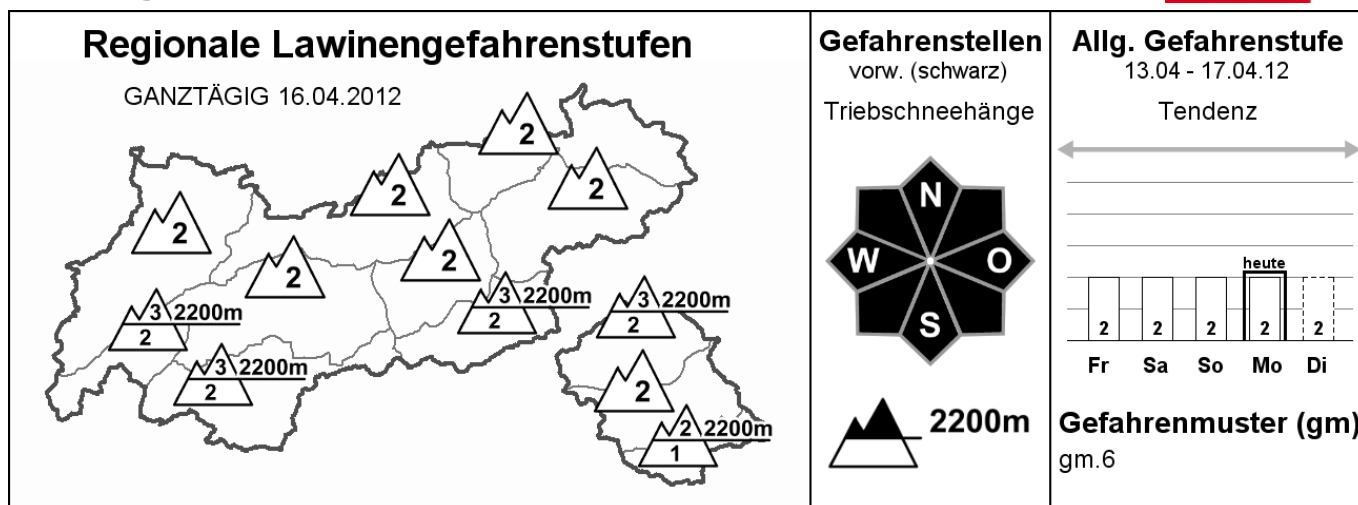 Regionale Lawinengefahrenstufen
GANZTÄGIG 16.04.2012
2
2
2
2
2
2
3 2200m
2
3 2200m
2
3 2200m
2
3 2200m
2
2
2 2200m
1
Gefahrenstellen
vorw. (schwarz)
Triebschneehänge
N
W
O
S
2200m
Allg. Gefahrenstufe
13.04 - 17.04.12
Tendenz
heute
2 2 2 2 2
Fr Sa So Mo Di
Gefahrenmuster (gm)
gm.6